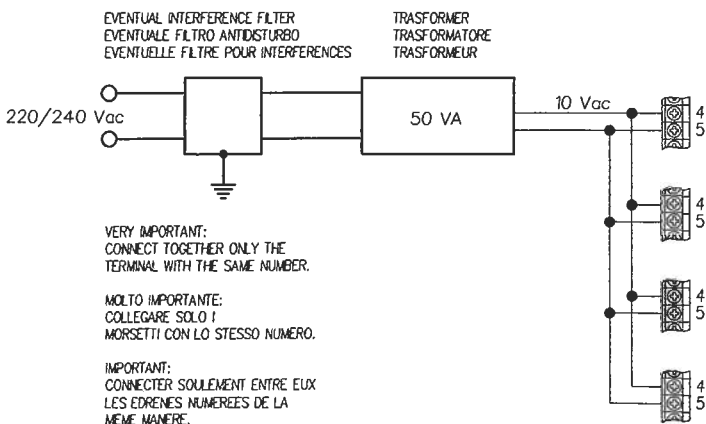 EVENTUAL INTERFERENCE FILTER
EVENTUALE FILTRO ANTIDISTURBO
EVENTUELLE FILTRE POUR INTERFERENCES
TRASFORMER
TRASFORMATORE
TRASFORMEUR
220/240 Vac
50 VA
10 Vac
4
5
4
5
4
5
4
5
VERY IMPORTANT:
CONNECT TOGETHER ONLY THE
TERMINAL WITH THE SAME NUMBER.
MOLTO IMPORTANTE:
COLLEGARE SOLO I
MORSETTI CON LO STESSO NUMERO.
IMPORTANT:
CONNECTER SOULEMENT ENTRE EUX
LES EDRENES NUMEREES DE LA
MEME MANERE.